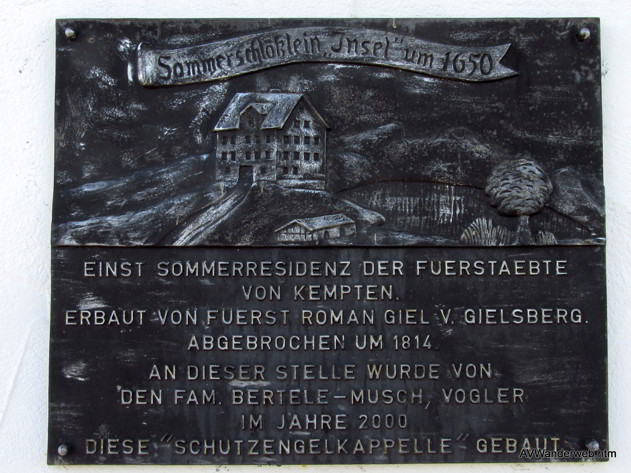 Sommerschlößlein „Insel" um 1650
EINST SOMMERRESIDENZ DER FUERSTAEBTE
VON KEMPTEN.
ERBAUT VON FUERST ROMAN GIEL V. GIELSBERG.
ABGEBROCHEN UM 1814.
AN DIESER STELLE WURDE VON
DEN FAM. BERTELE-MUSCH, VOGLER
IM JAHRE 2000
DIESE "SCHUTZENGELKAPPELLE" GEBAUT.
AVWanderweb.htm